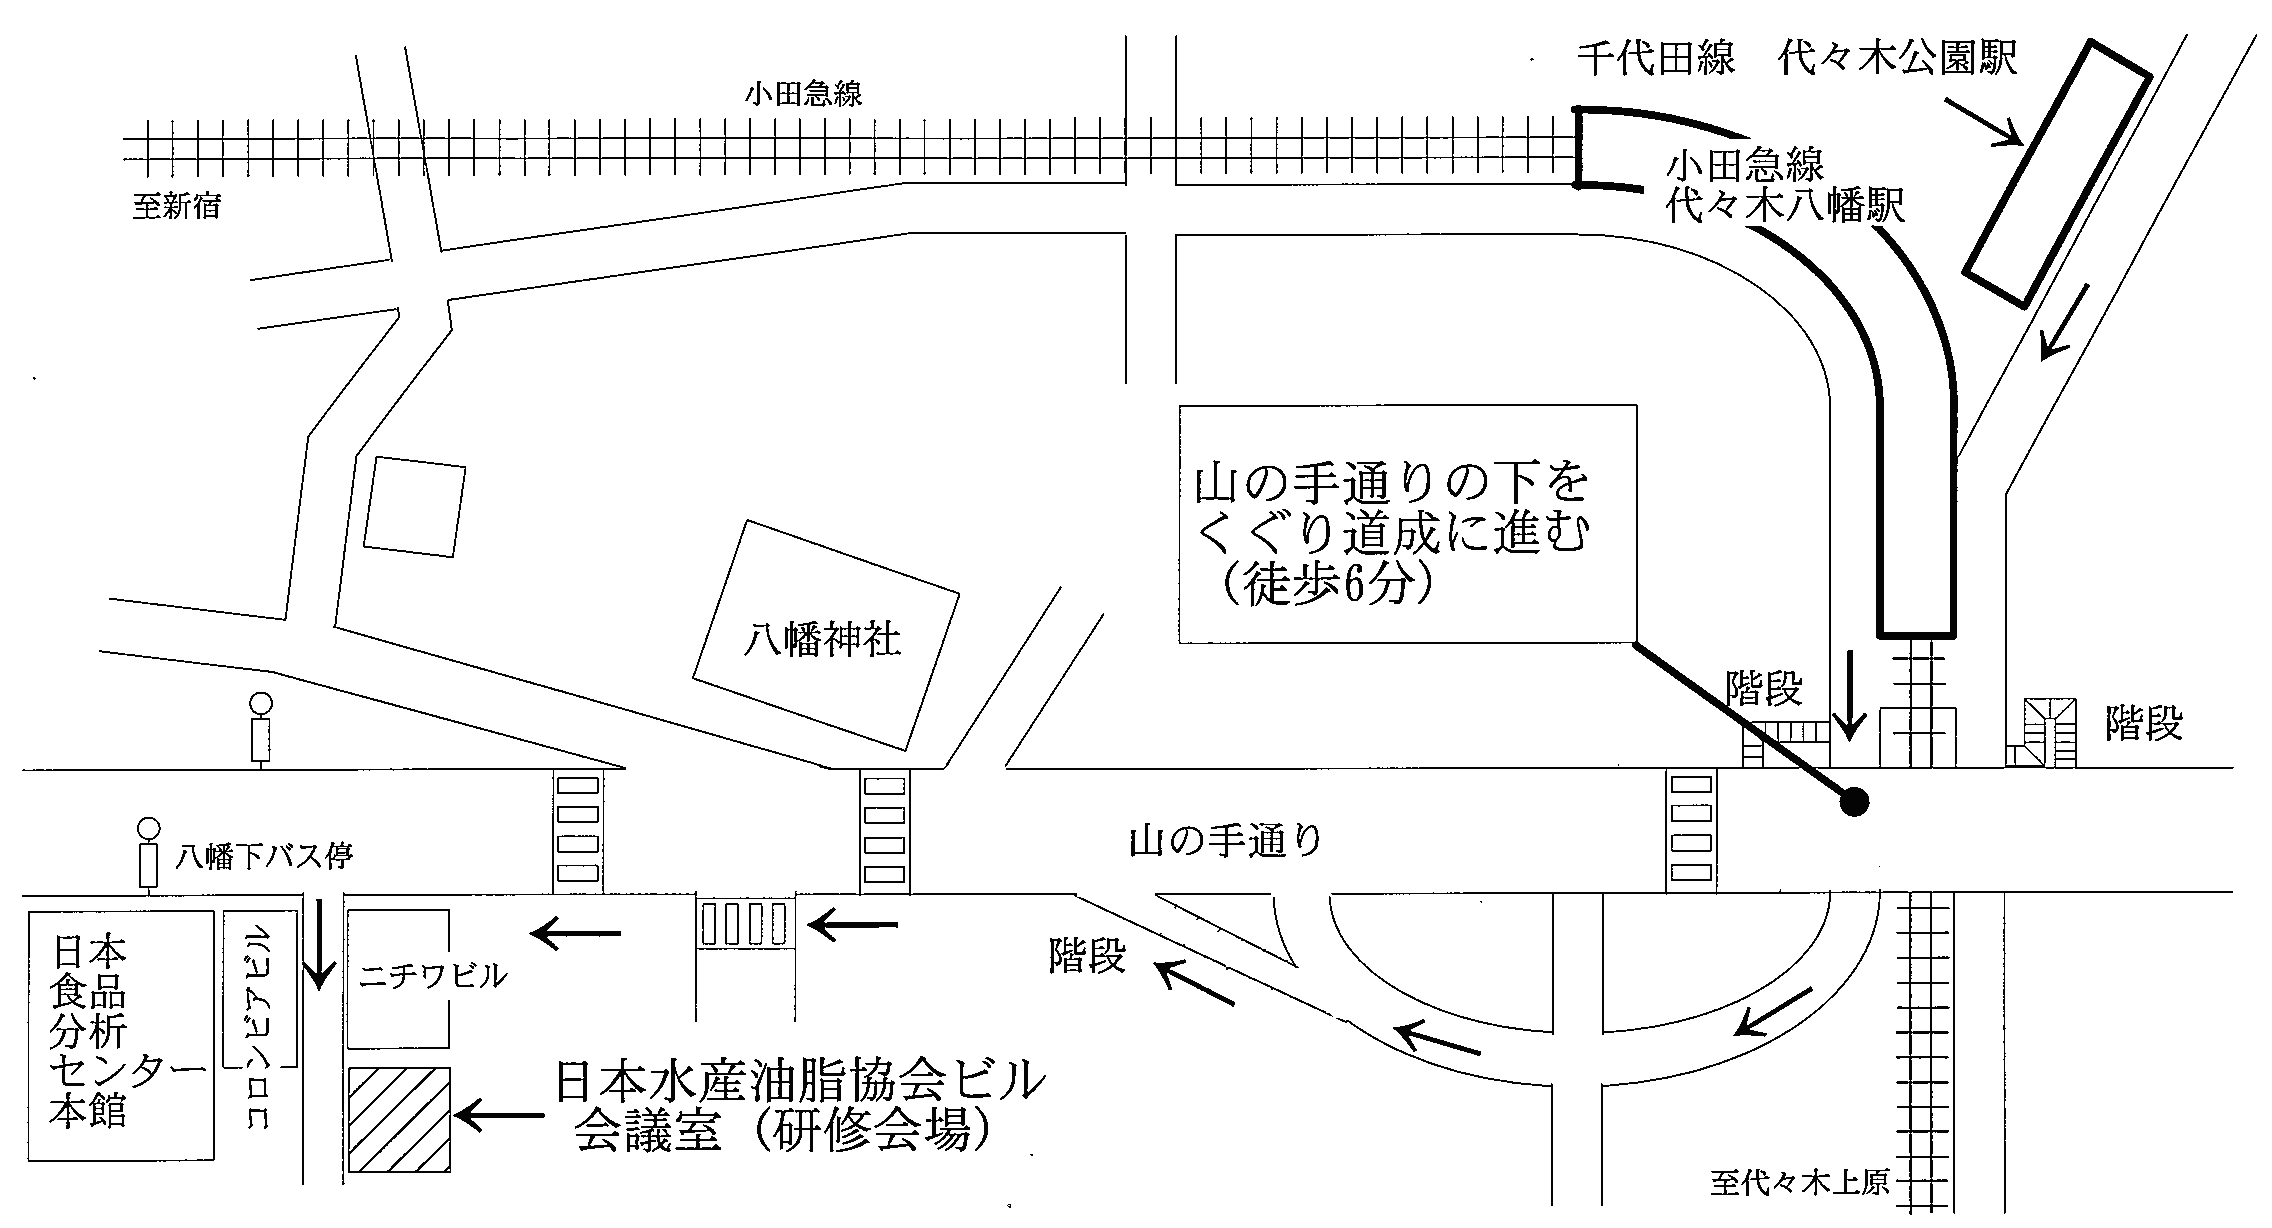 千代田線 代々木公園駅
小田急線
小田急線
代々木八幡駅
至新宿
山の手通りの下を
くぐり道成に進む
（徒歩6分）
八幡神社
階段
階段
山の手通り
八幡下バス停
日本
食品
分析
センター
本館
コロンビアビル
ニチワビル
階段
日本水産油脂協会ビル
会議室（研修会場）
至代々木上原